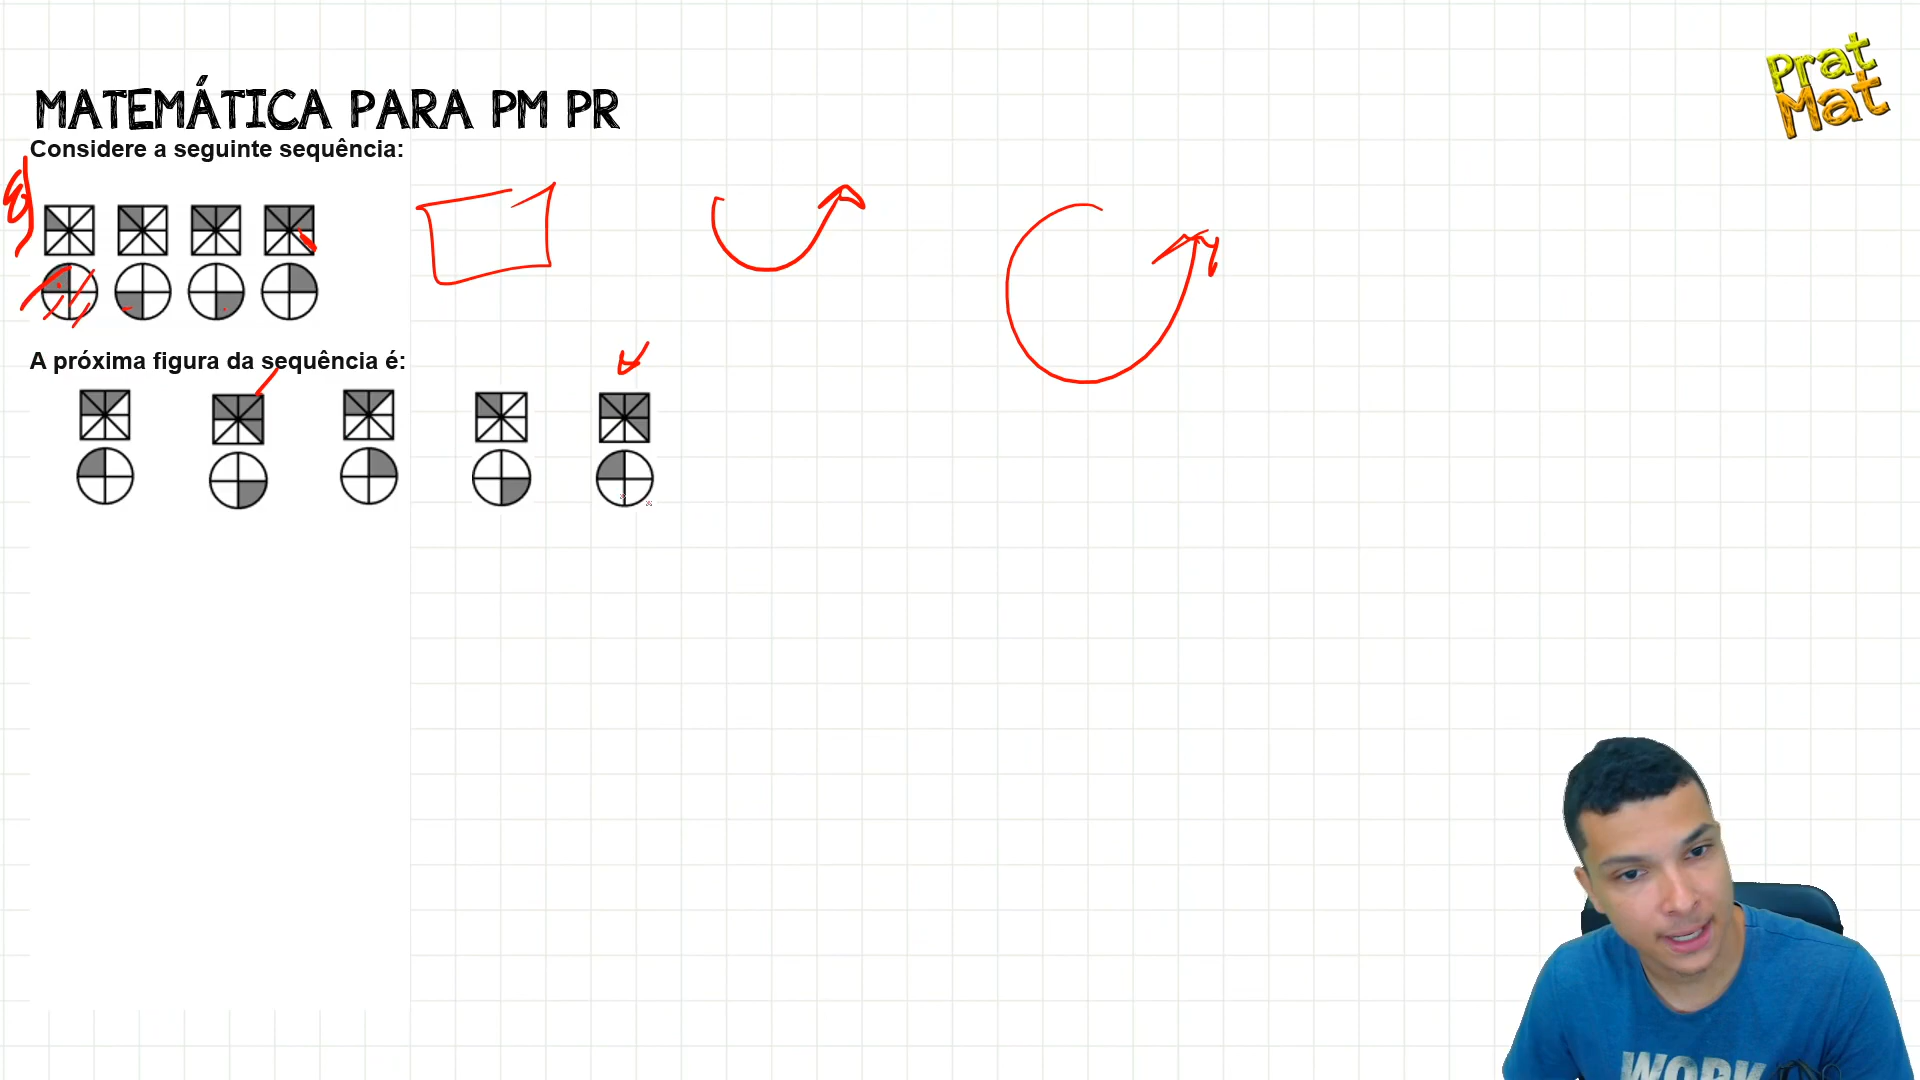 Prat
Mat
MATEMÁTICA PARA PM PR
Considere a seguinte sequência:
A próxima figura da sequência é:
WORK